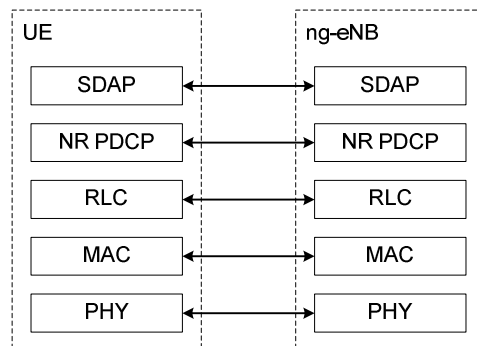 UE ng-eNB
SDAP SDAP
NR PDCP NR PDCP
RLC RLC
MAC MAC
PHY PHY